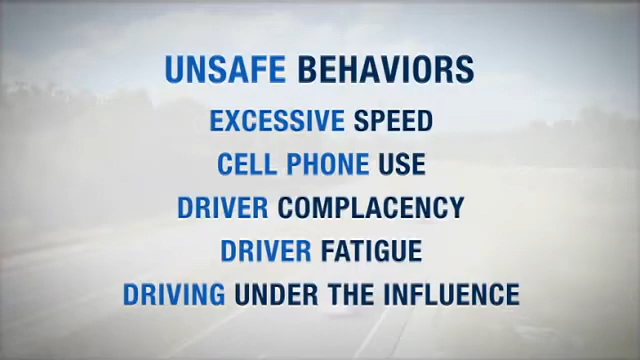 UNSAFE BEHAVIORS
EXCESSIVE SPEED
CELL PHONE USE
DRIVER COMPLACENCY
DRIVER FATIGUE
DRIVING UNDER THE INFLUENCE